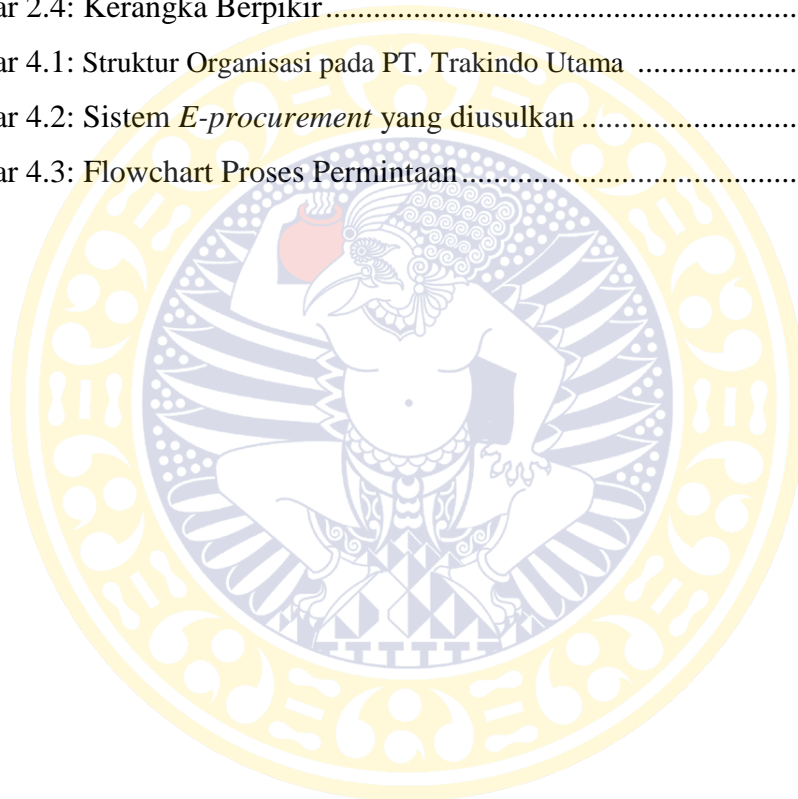 ar 2.4: Kerangka Berpikir........................................................
ar 4.1: Struktur Organisasi pada PT. Trakindo Utama ....................
ar 4.2: Sistem E-procurement yang diusulkan ...........................
ar 4.3: Flowchart Proses Permintaan..........................................